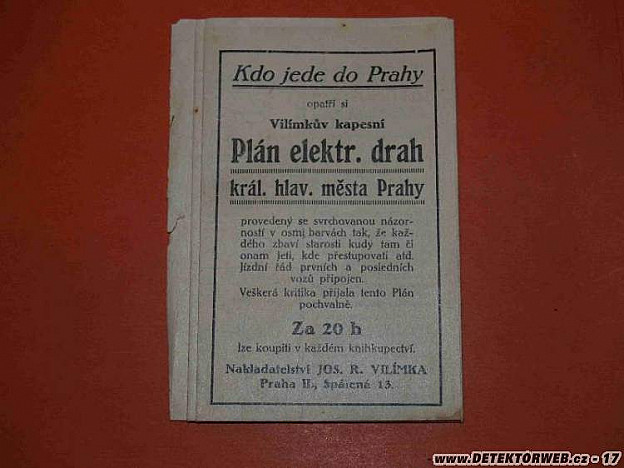 Kdo jede do Prahy
opatří si
Vilímkův kapesní
Plán elektr. drah
král. hlav. města Prahy
provedený se svrchovanou názor-
ností v osmi barvách tak, že kaž-
dého zbaví starosti kudy tam či
onam jeti, kde přestupovati atd.
Jízdní řád prvních a posledních
vozů připojen.
Veškerá kritika přijala tento Plán
pochvalně.
Za 20 h
lze koupiti v každém knihkupectví.
Nakladatelství JOS. R. VILÍMKA
Praha II., Spálená 13.
www.DETEKTORWEB.cz - 17